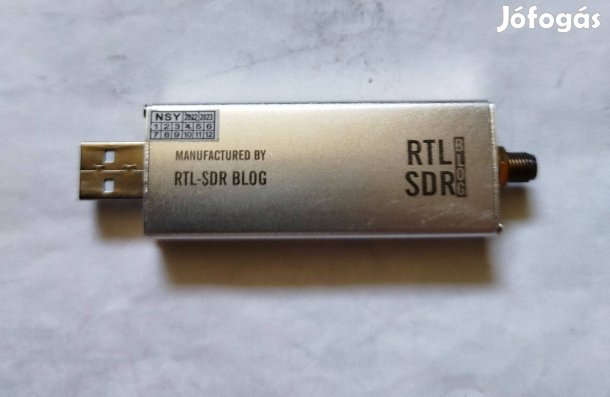 Jófogás
NSY 2022 2023
1 2 3 4 5 6
7 8 9 10 11 12
MANUFACTURED BY
RTL-SDR BLOG
RTL
SDR
BLOG